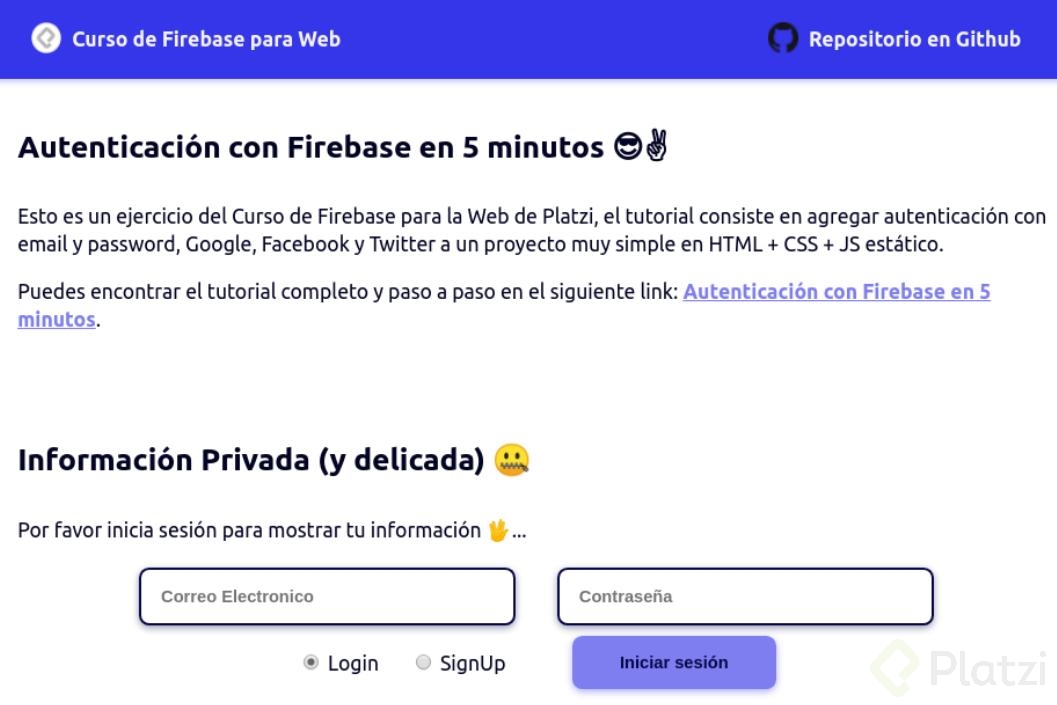 Curso de Firebase para Web
Repositorio en Github
Autenticación con Firebase en 5 minutos 😎✌
Esto es un ejercicio del Curso de Firebase para la Web de Platzi, el tutorial consiste en agregar autenticación con
email y password, Google, Facebook y Twitter a un proyecto muy simple en HTML + CSS + JS estático.
Puedes encontrar el tutorial completo y paso a paso en el siguiente link: Autenticación con Firebase en 5
minutos.
Información Privada (y delicada) 🤐
Por favor inicia sesión para mostrar tu información 🖖...
Correo Electronico
Contraseña
Login
SignUp
Iniciar sesión
Platzi